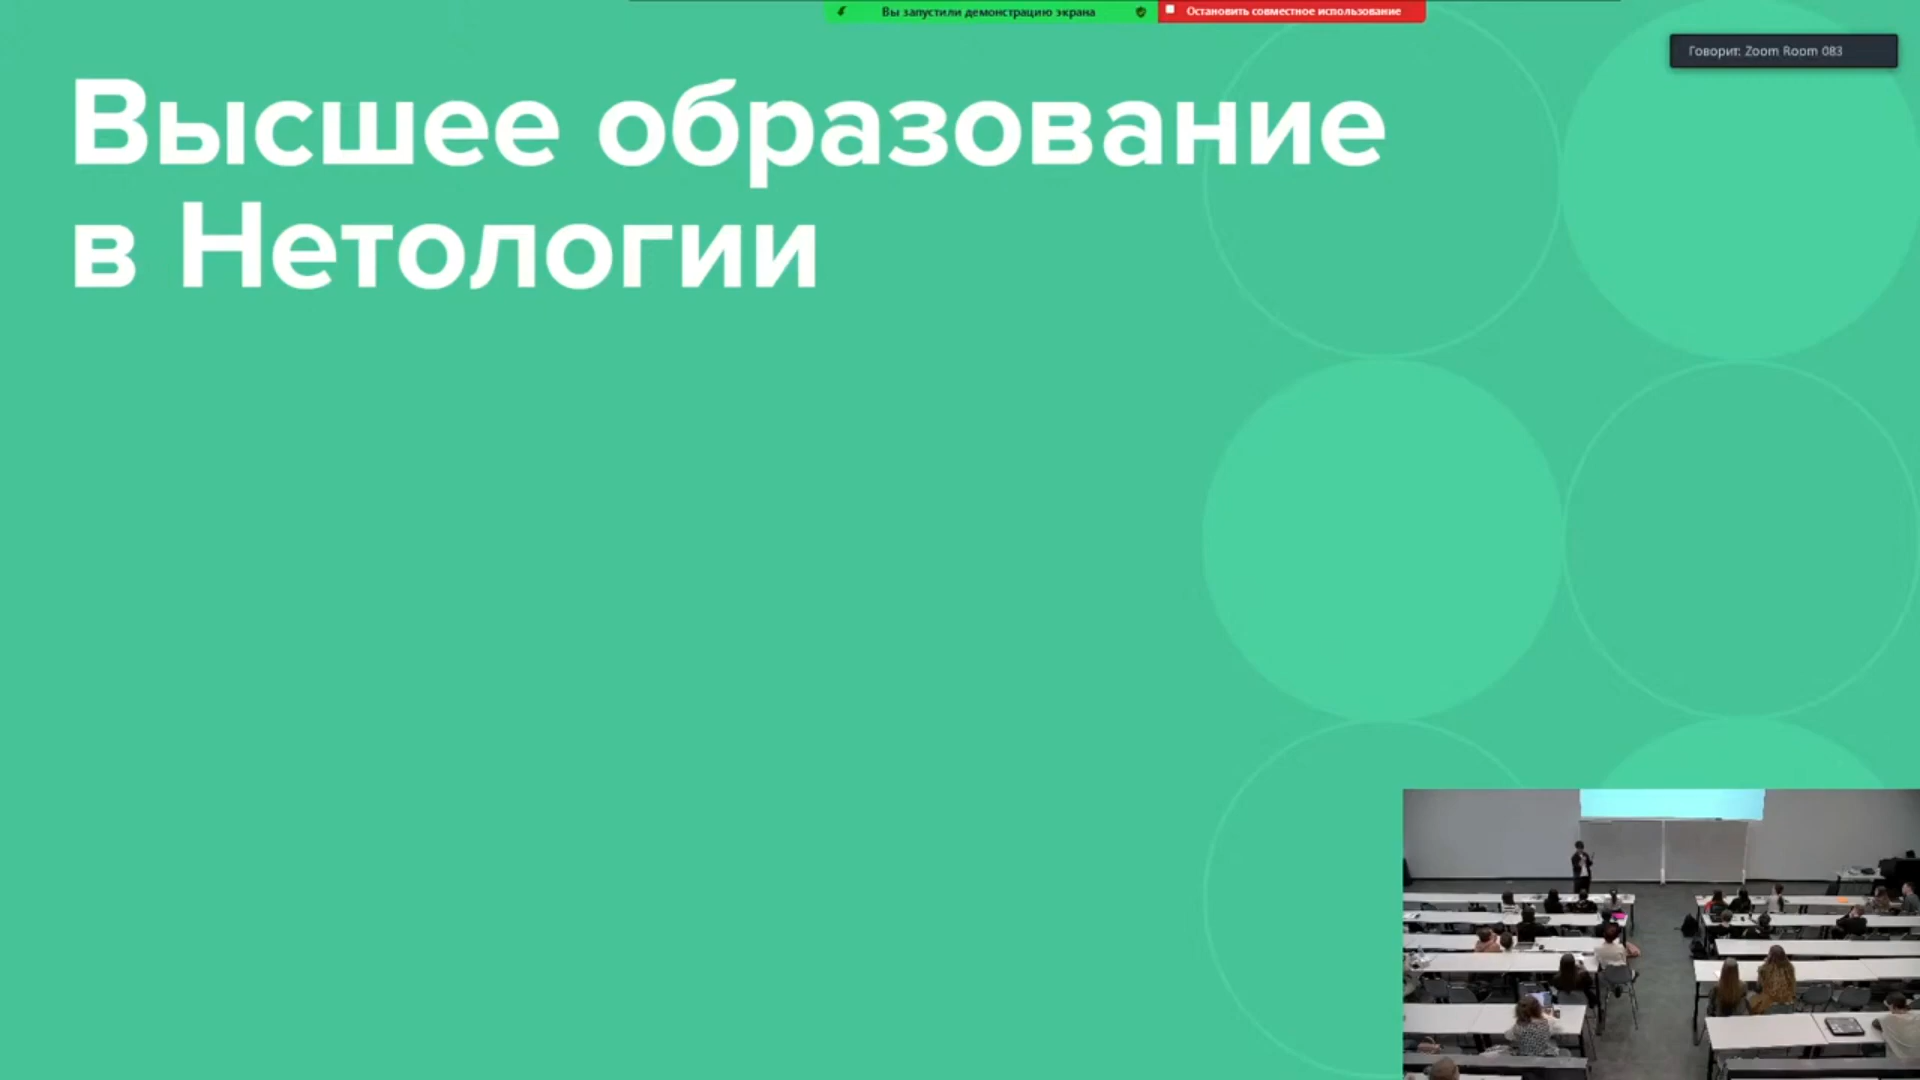 Вы запустили демонстрацию экрана
Остановить совместное использование
Говорит: Zoom Room 083
Высшее образование
в Нетологии